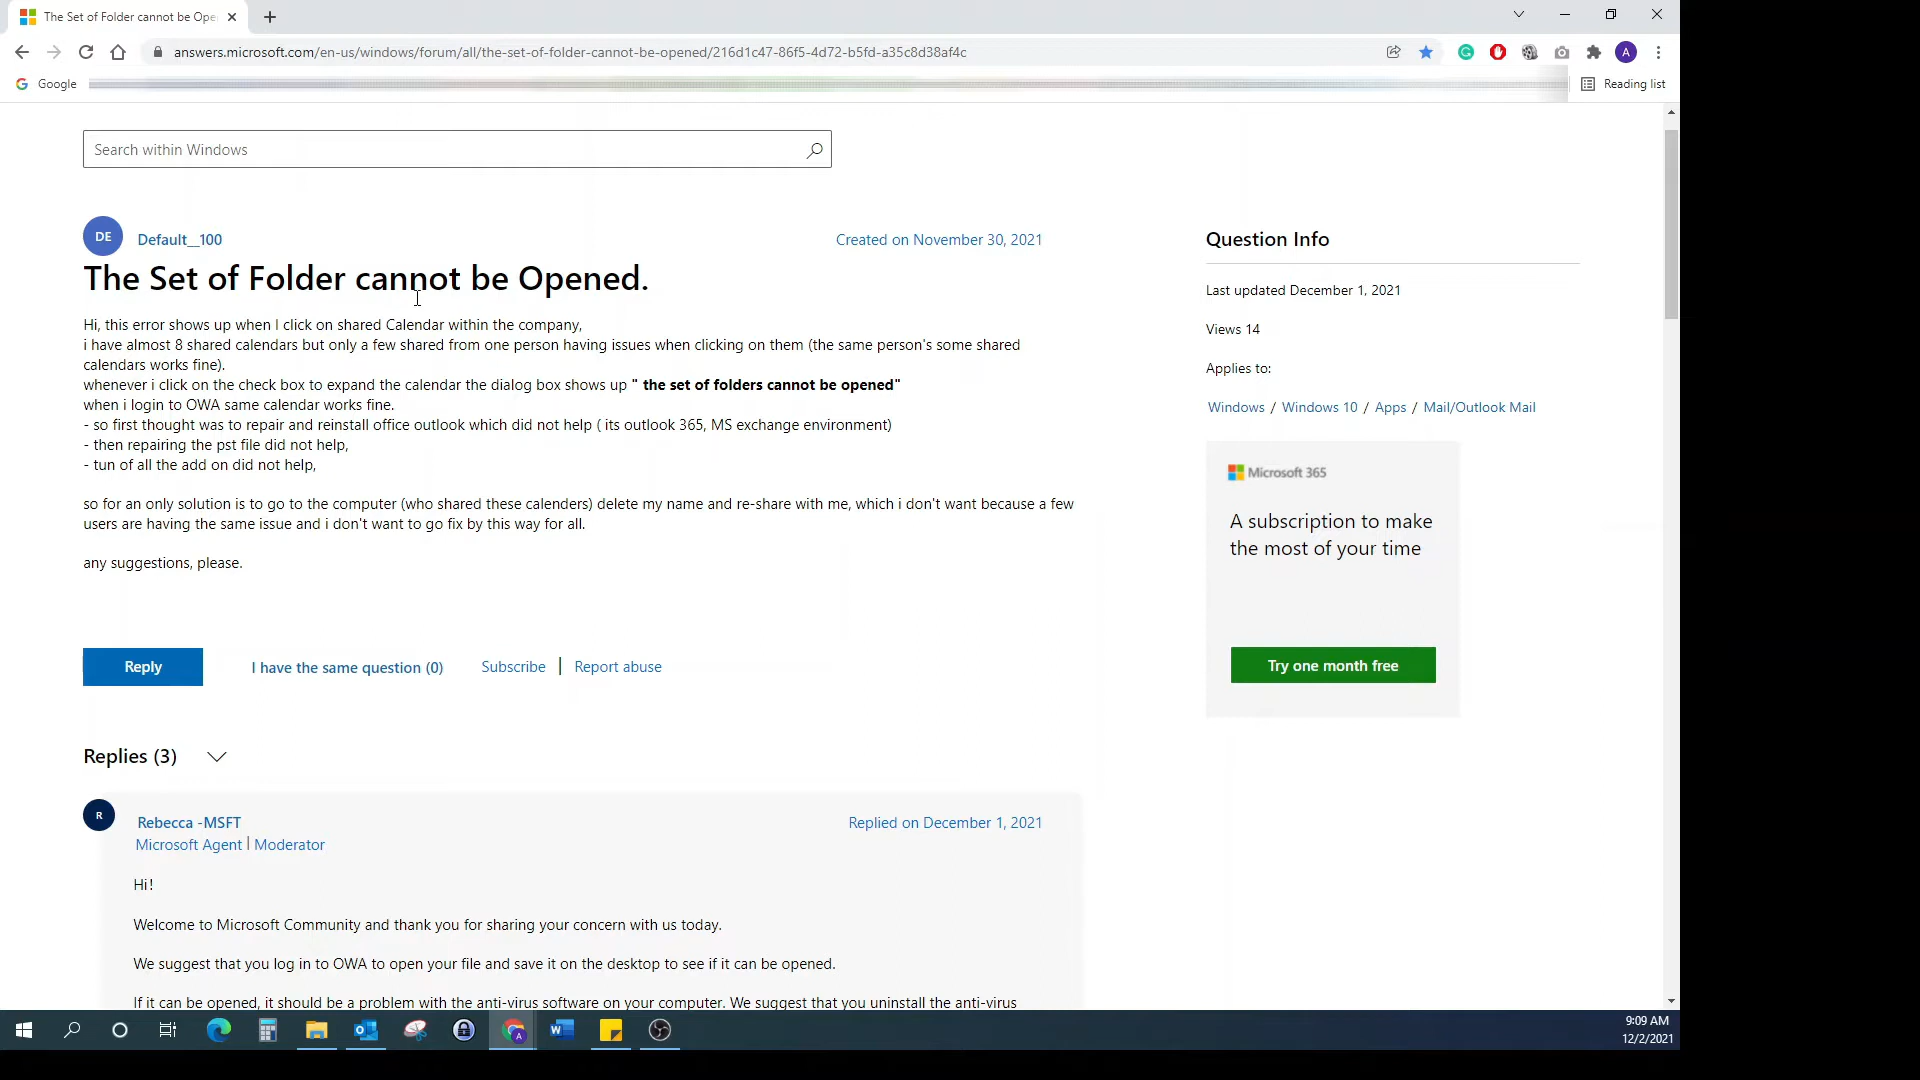 The Set of Folder cannot be Ope
answers.microsoft.com/en-us/windows/forum/all/the-set-of-folder-cannot-be-opened/216d1c47-86f5-4d72-b5fd-a35c8d38af4c
A
Google
Reading list
Search within Windows
DE
Default__100
Created on November 30, 2021
The Set of Folder cannot be Opened.
Hi, this error shows up when I click on shared Calendar within the company,
i have almost 8 shared calendars but only a few shared from one person having issues when clicking on them (the same person's some shared
calendars works fine).
whenever i click on the check box to expand the calendar the dialog box shows up " the set of folders cannot be opened"
when i login to OWA same calendar works fine.
- so first thought was to repair and reinstall office outlook which did not help ( its outlook 365, MS exchange environment)
- then repairing the pst file did not help,
- tun of all the add on did not help,
so for an only solution is to go to the computer (who shared these calenders) delete my name and re-share with me, which i don't want because a few
users are having the same issue and i don't want to go fix by this way for all.
any suggestions, please.
Reply
I have the same question (0)
Subscribe
Report abuse
Question Info
Last updated December 1, 2021
Views 14
Applies to:
Windows / Windows 10 / Apps / Mail/Outlook Mail
Microsoft 365
A subscription to make
the most of your time
Try one month free
Replies (3)
R
Rebecca -MSFT
Replied on December 1, 2021
Microsoft Agent | Moderator
Hi!
Welcome to Microsoft Community and thank you for sharing your concern with us today.
We suggest that you log in to OWA to open your file and save it on the desktop to see if it can be opened.
If it can be opened, it should be a problem with the anti-virus software on your computer. We suggest that you uninstall the anti-virus
9:09 AM
12/2/2021